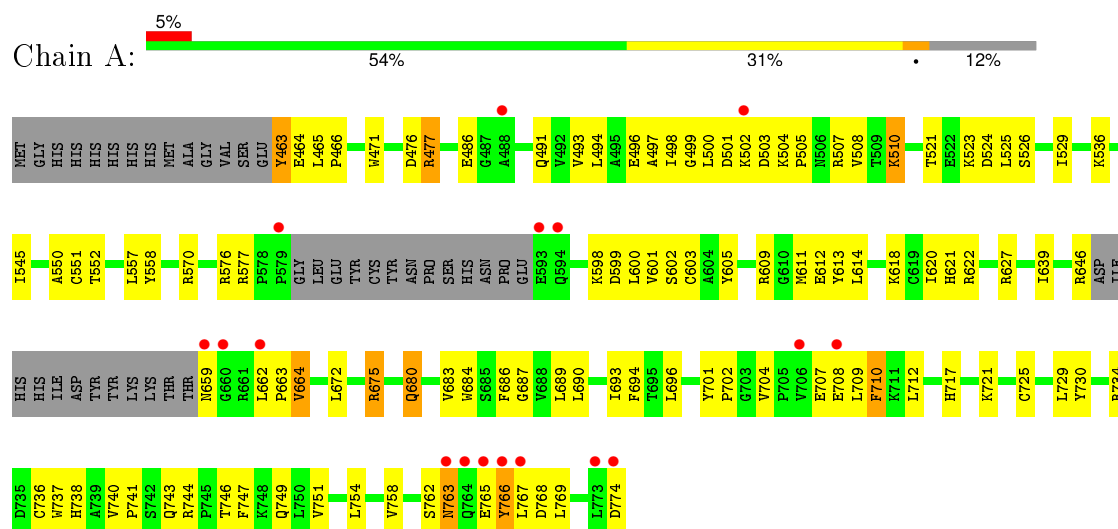 5%
Chain A:
54% 31% • 12%
MET GLY HIS HIS HIS HIS HIS HIS MET ALA GLY VAL SER GLU Y463 E464 L465 P466 W471 D476 R477 E486 G487 A488 Q491 V492 V493 L494 A495 E496 A497 I498 G499 L500 D501 K502 D503 K504 P505 N506 R507 V508 T509 K510 T521 E522 K523 D524 L525 S526 I529 K536
I545 A550 C551 T552 L557 Y558 R570 R576 R577 P578 P579 GLY LEU GLU TYR CYS TYR ASN PRO SER HIS ASN PRO GLU E593 Q594 K598 D599 L600 V601 S602 C603 A604 Y605 R609 G610 M611 E612 Y613 L614 K618 C619 I620 H621 R622 R627 I639 R646 ASP ILE
HIS HIS ILE ASP TYR TYR LYS LYS THR THR N659 G660 R661 L662 P663 V664 L672 R675 Q680 V683 W684 S685 F686 G687 V688 L689 L690 I693 F694 T695 L696 Y701 P702 G703 V704 P705 V706 E707 E708 L709 F710 K711 L712 H717 K721 C725 L729 Y730 R734
D735 C736 W737 H738 A739 V740 P741 S742 Q743 R744 P745 T746 F747 K748 Q749 L750 V751 L754 V758 S762 N763 Q764 E765 Y766 L767 D768 L769 L773 D774